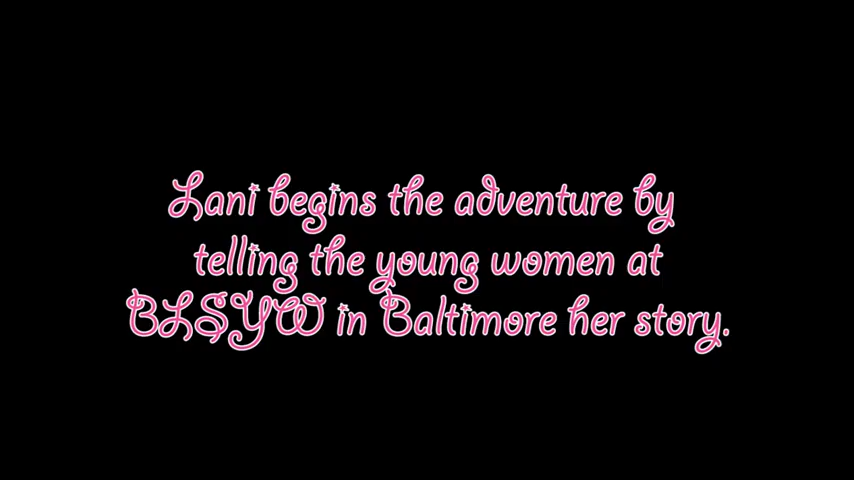 Lani begins the adventure by
telling the young women at
BLSYW in Baltimore her story.